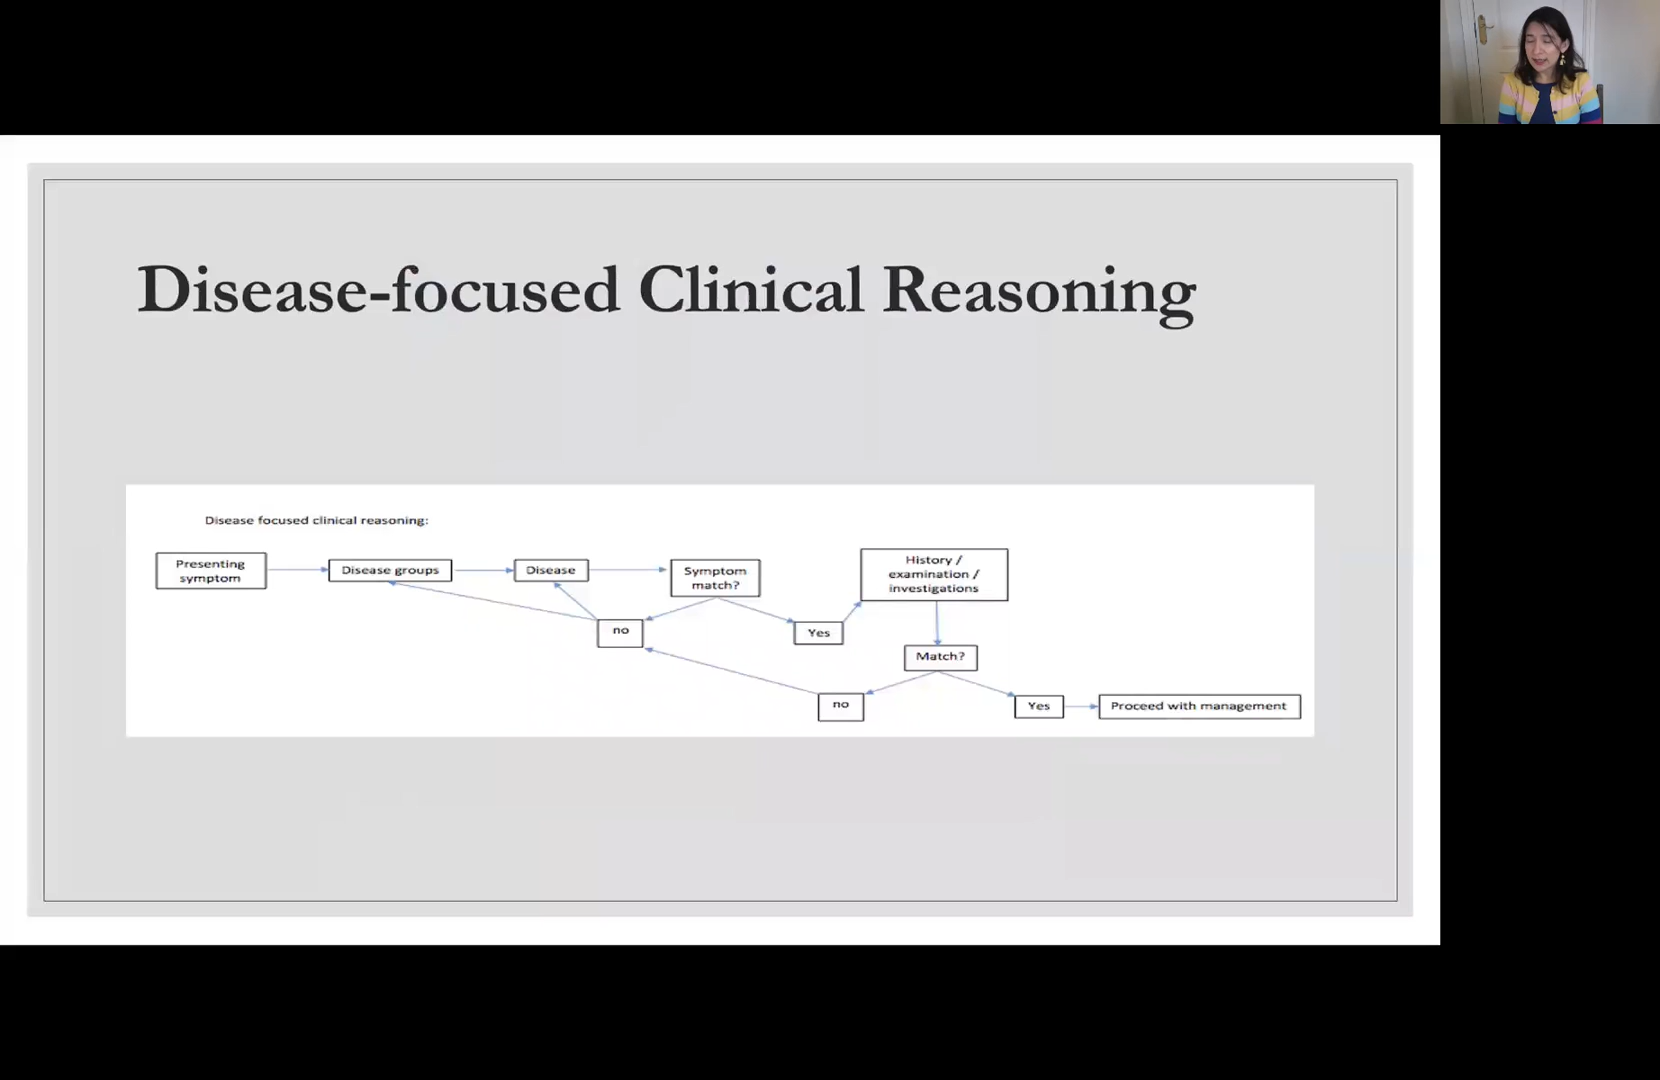 Disease-focused Clinical Reasoning
Disease focused clinical reasoning:
Presenting
symptom
Disease groups
Disease
Symptom
match?
History /
examination /
investigations
no
Yes
Match?
no
Yes
Proceed with management